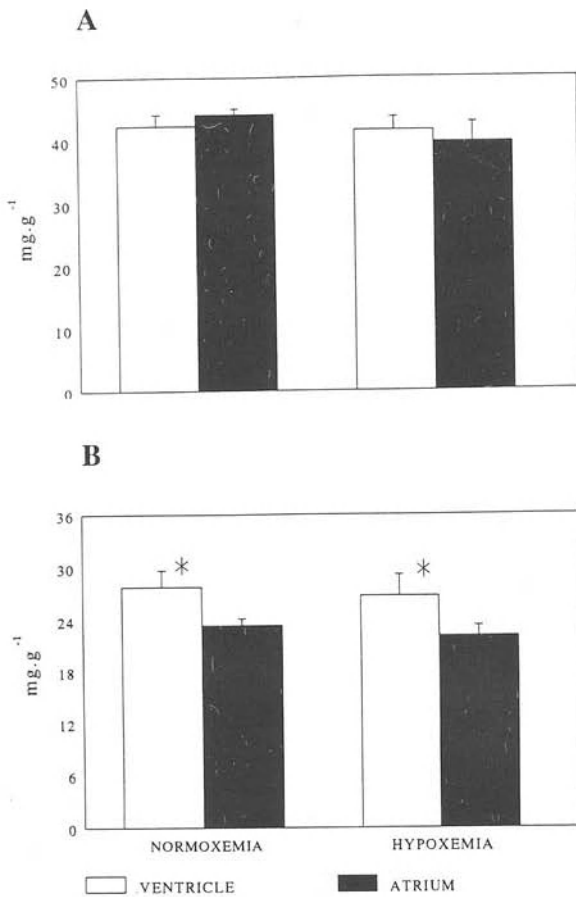 A
50
40
30
20
10
0
mg.g -1
B
36
30
24
18
12
6
0
mg.g -1
*
*
NORMOXEMIA HYPOXEMIA
VENTRICLE ATRIUM